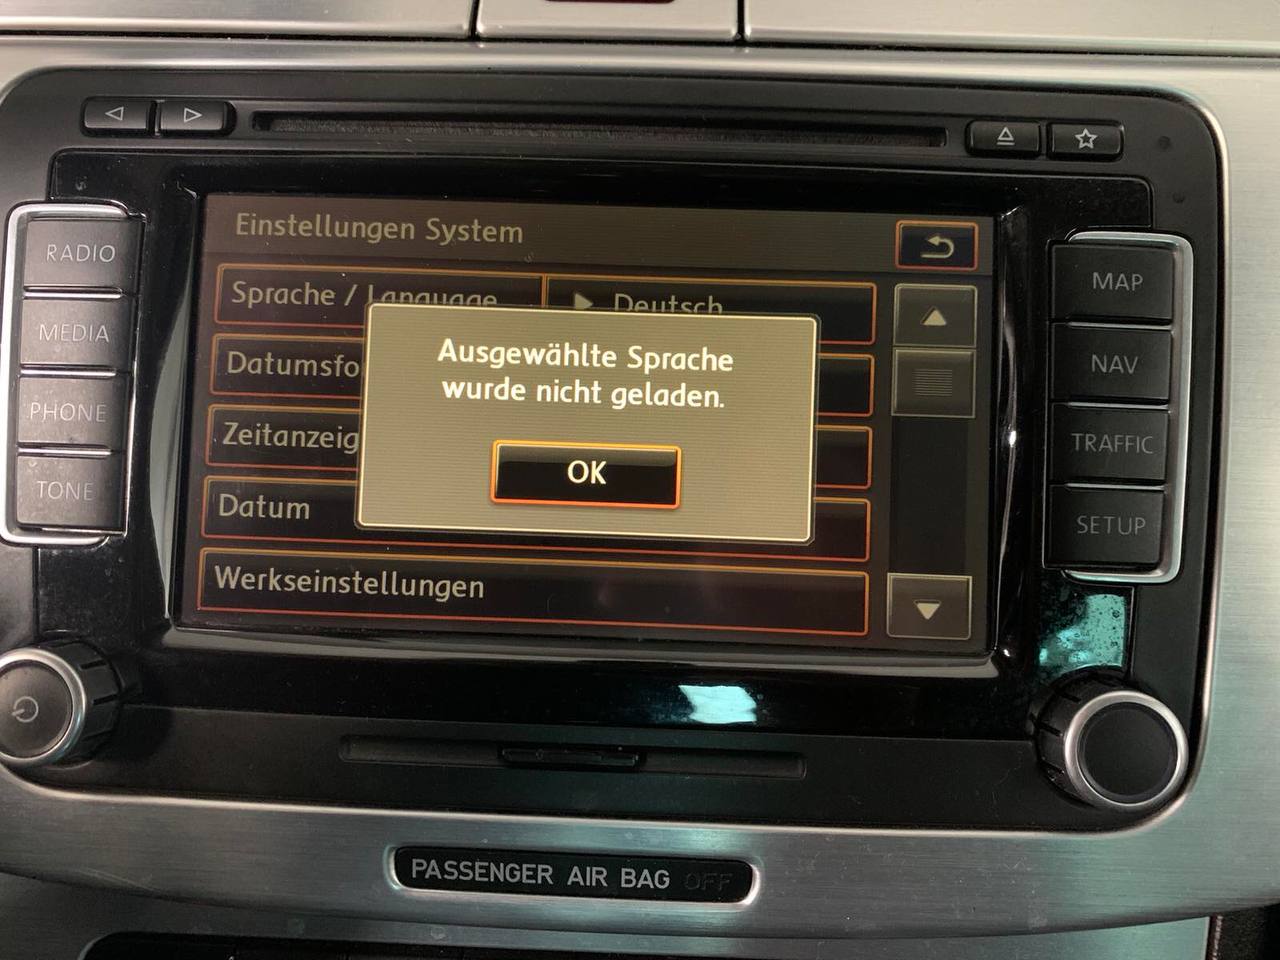 RADIO
MEDIA
PHONE
TONE
Einstellungen System
Sprache / Language
Deutsch
Datumsfo
Zeitanzeig
Datum
Werkseinstellungen
Ausgewählte Sprache
wurde nicht geladen.
OK
MAP
NAV
TRAFFIC
SETUP
PASSENGER AIR BAG OFF